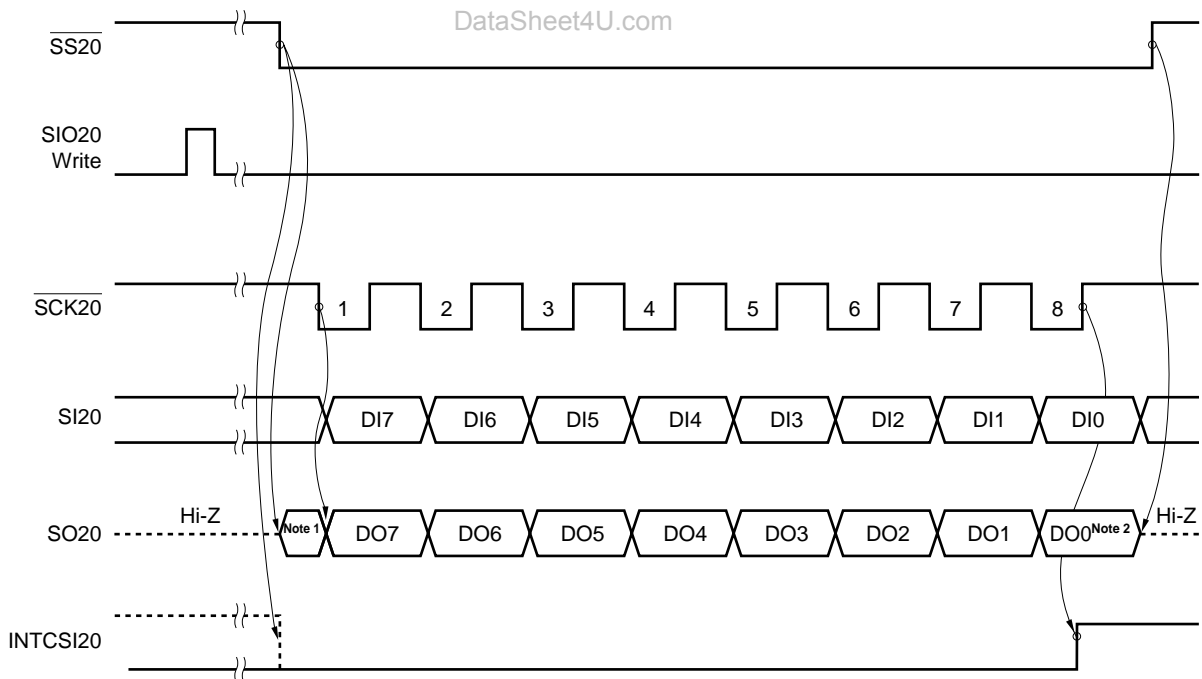 DataSheet4U.com
SS20
SIO20
Write
SCK20
1 2 3 4 5 6 7 8
SI20
DI7 DI6 DI5 DI4 DI3 DI2 DI1 DI0
SO20
Hi-Z Note 1 DO7 DO6 DO5 DO4 DO3 DO2 DO1 DO0 Note 2 Hi-Z
INTCSI20